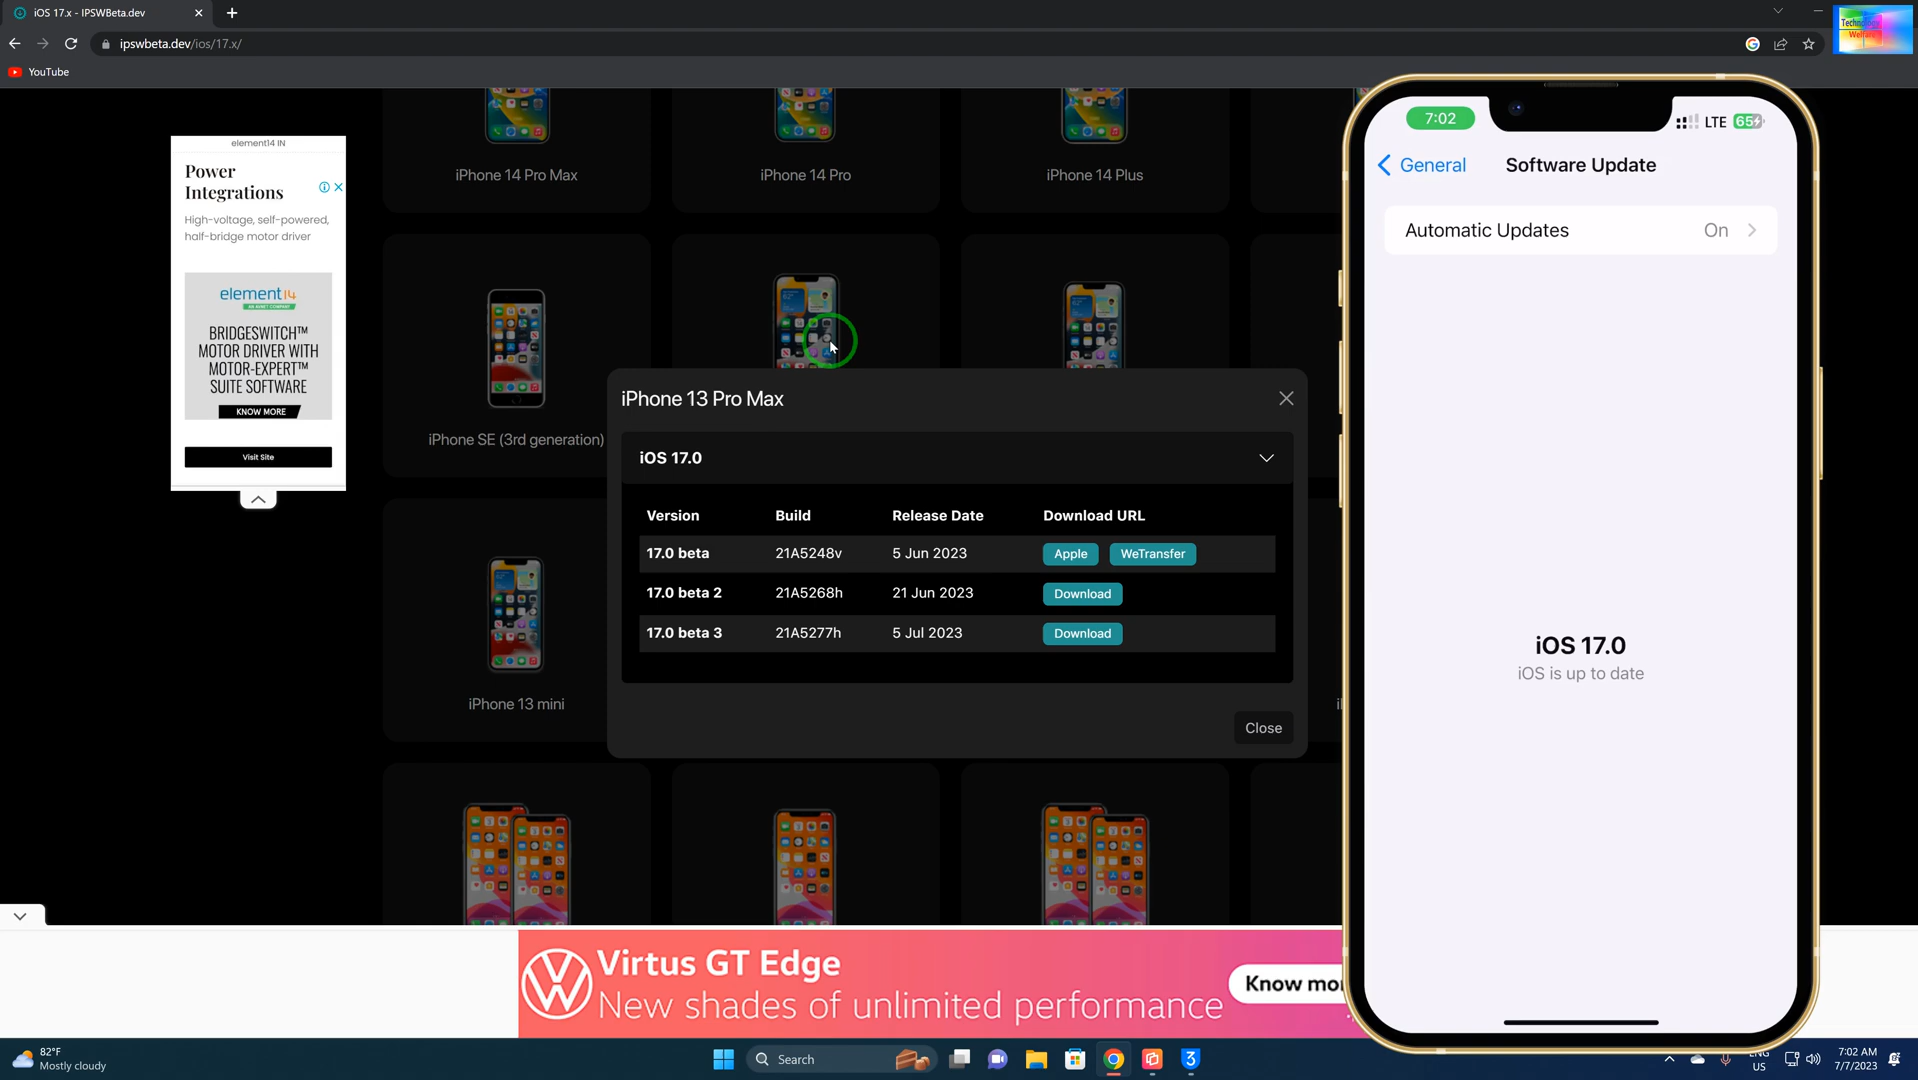 iOS 17.x - IPSWBeta.dev
ipswbeta.dev/ios/17.x/
Technology
YouTube
element14 IN
Power
Integrations
High-voltage, self-powered,
half-bridge motor driver
element14
AN AVNET COMPANY
BRIDGESWITCH™
MOTOR DRIVER WITH
MOTOR-EXPERT™
SUITE SOFTWARE
KNOW MORE
Visit Site
iPhone 14 Pro Max
iPhone 14 Pro
iPhone 14 Plus
iPhone SE (3rd generation)
iPhone 13 mini
iPhone 13 Pro Max
iOS 17.0
Version Build Release Date Download URL
17.0 beta 21A5248v 5 Jun 2023 Apple WeTransfer
17.0 beta 2 21A5268h 21 Jun 2023 Download
17.0 beta 3 21A5277h 5 Jul 2023 Download
Close
7:02
LTE 65
General
Software Update
Automatic Updates On
iOS 17.0
iOS is up to date
Virtus GT Edge
New shades of unlimited performance
Know mor
82°F
Mostly cloudy
Search
ENG
US
7:02 AM
7/7/2023